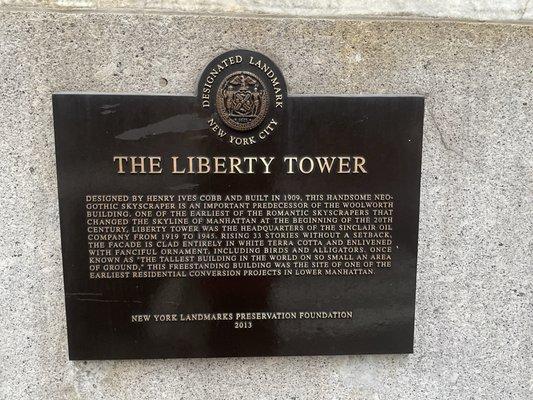 DESIGNATED LANDMARK
NEW YORK CITY
THE LIBERTY TOWER
DESIGNED BY HENRY IVES COBB AND BUILT IN 1909, THIS HANDSOME NEO-
GOTHIC SKYSCRAPER IS AN IMPORTANT PREDECESSOR OF THE WOOLWORTH
BUILDING. ONE OF THE EARLIEST OF THE ROMANTIC SKYSCRAPERS THAT
CHANGED THE SKYLINE OF MANHATTAN AT THE BEGINNING OF THE 20TH
CENTURY, LIBERTY TOWER WAS THE HEADQUARTERS OF THE SINCLAIR OIL
COMPANY FROM 1919 TO 1945. RISING 33 STORIES WITHOUT A SETBACK,
THE FACADE IS CLAD ENTIRELY IN WHITE TERRA COTTA AND ENLIVENED
WITH FANCIFUL ORNAMENT, INCLUDING BIRDS AND ALLIGATORS. ONCE
KNOWN AS "THE TALLEST BUILDING IN THE WORLD ON SO SMALL AN AREA
OF GROUND," THIS FREESTANDING BUILDING WAS THE SITE OF ONE OF THE
EARLIEST RESIDENTIAL CONVERSION PROJECTS IN LOWER MANHATTAN.
NEW YORK LANDMARKS PRESERVATION FOUNDATION
2013